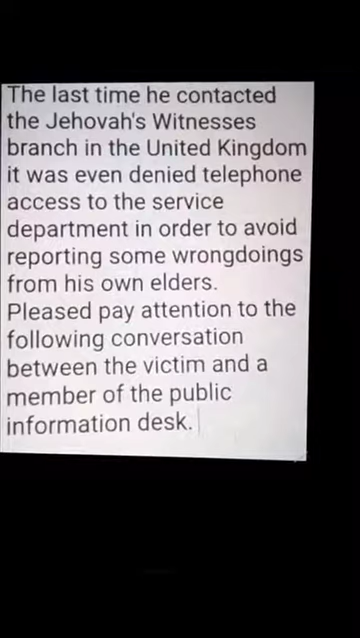 The last time he contacted
the Jehovah's Witnesses
branch in the United Kingdom
it was even denied telephone
access to the service
department in order to avoid
reporting some wrongdoings
from his own elders.
Pleased pay attention to the
following conversation
between the victim and a
member of the public
information desk.